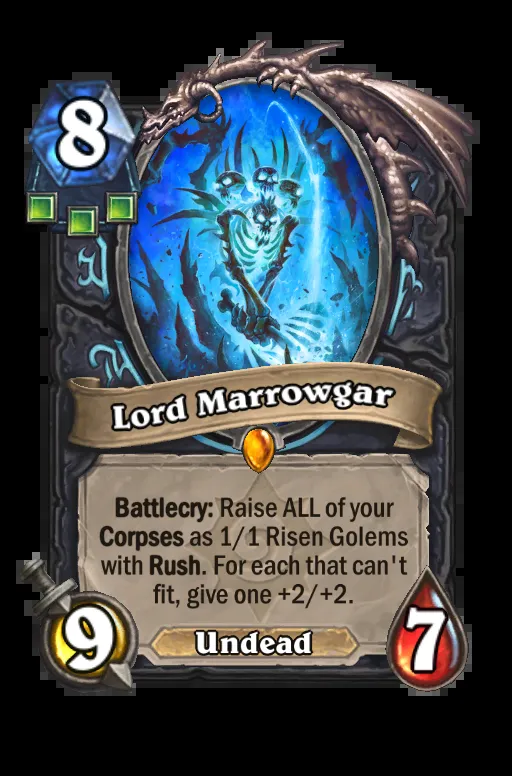 8
Lord Marrowgar
Battlecry: Raise ALL of your
Corpses as 1/1 Risen Golems
with Rush. For each that can't
fit, give one +2/+2.
9
Undead
7